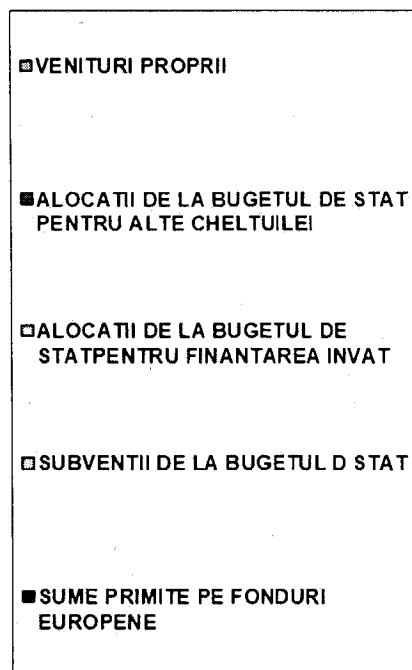 VENITURI PROPRII
ALOCATII DE LA BUGETUL DE STAT
PENTRU ALTE CHELTUILEI
ALOCATII DE LA BUGETUL DE
STATPENTRU FINANTAREA INVAT
SUBVENTII DE LA BUGETUL D STAT
SUME PRIMITE PE FONDURI
EUROPENE